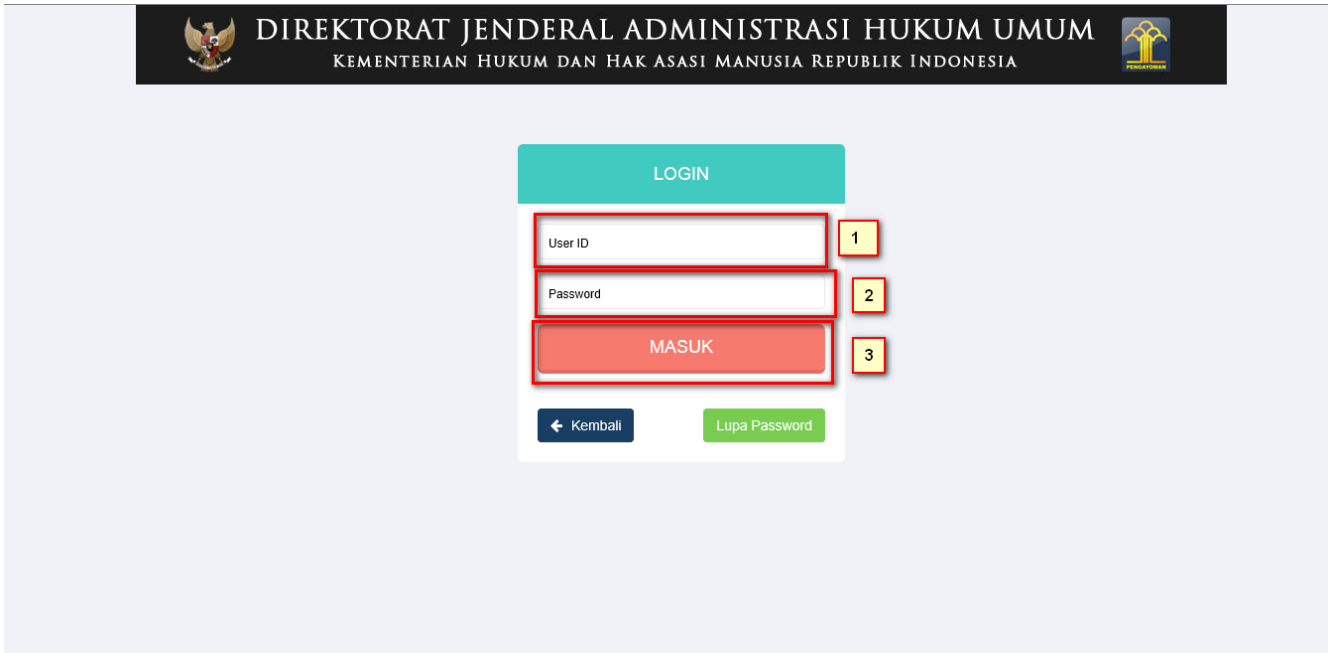 DIREKTORAT JENDERAL ADMINISTRASI HUKUM UMUM
KEMENTERIAN HUKUM DAN HAK ASASI MANUSIA REPUBLIK INDONESIA
PENGAYOMAN
LOGIN
User ID
1
Password
2
MASUK
3
Kembali
Lupa Password